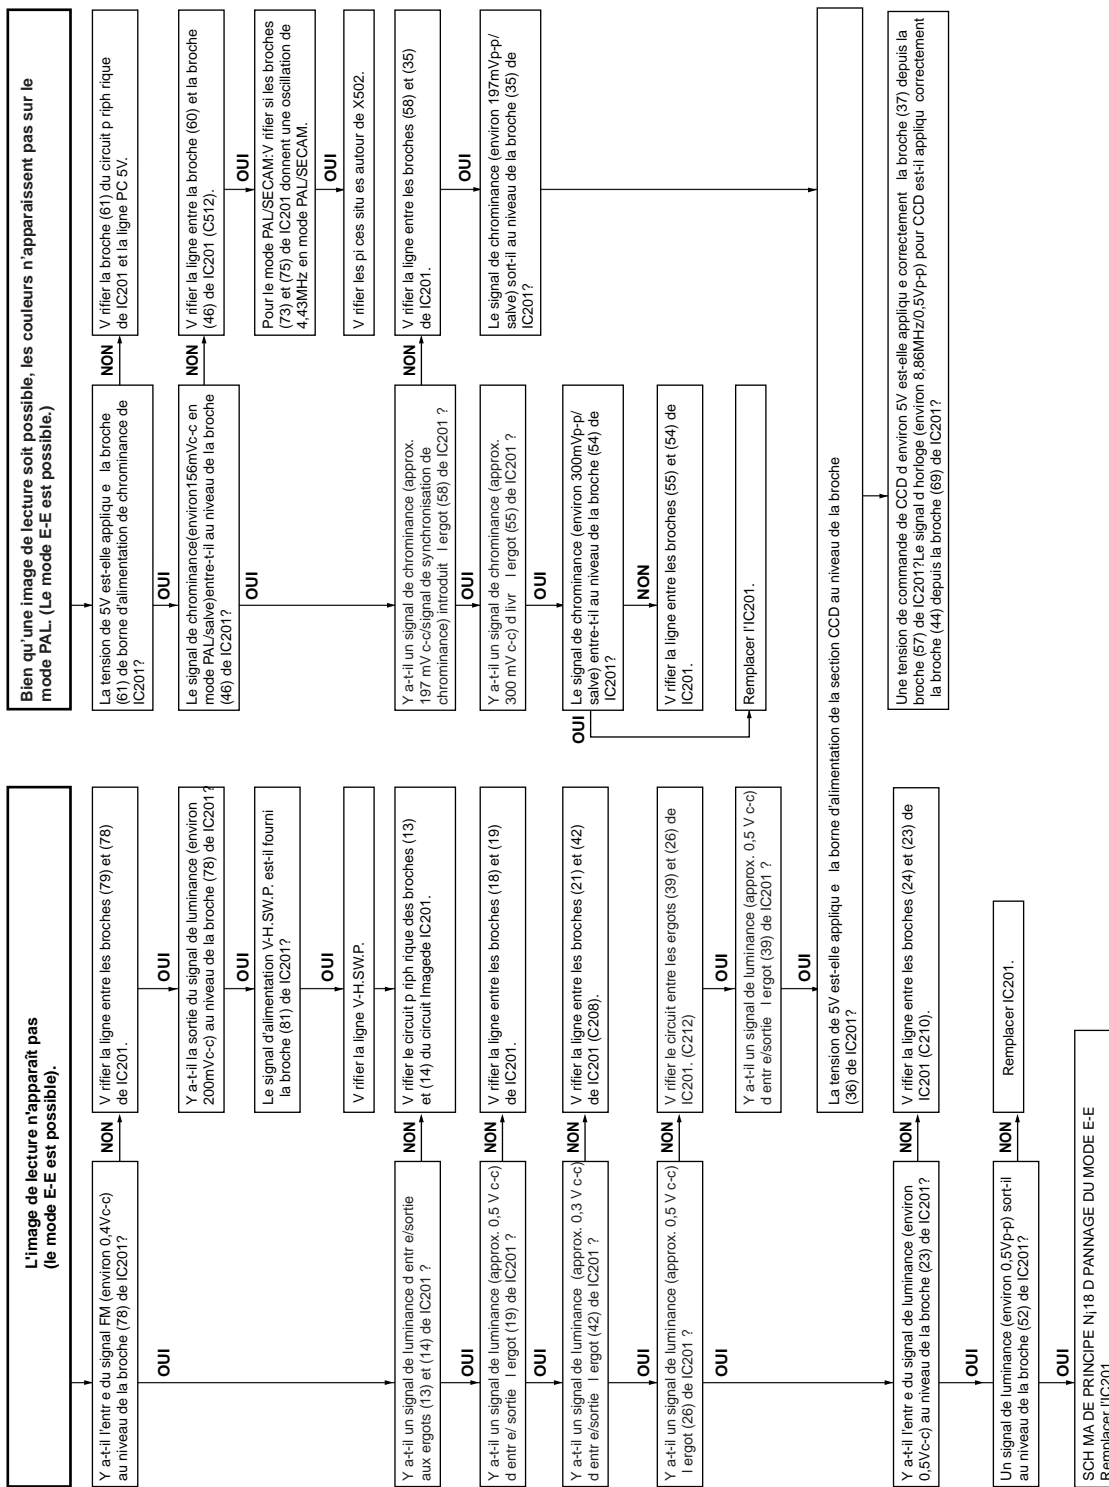 L'image de lecture n'apparaît pas
(le mode E-E est possible).
Y a-t-il l'entr e du signal FM (environ 0,4Vc-c)
au niveau de la broche (78) de IC201?
NON
V rifier la ligne entre les broches (79) et (78)
de IC201.
OUI
Y a-t-il la sortie du signal de luminance (environ
200mVc-c) au niveau de la broche (78) de IC201?
OUI
Le signal d'alimentation V-H.SW.P. est-il fourni
la broche (81) de IC201?
OUI
V rifier la ligne V-H.SW.P.
OUI
Y a-t-il un signal de luminance d entr e/sortie
aux ergots (13) et (14) de IC201 ?
NON
V rifier le circuit p riph rique des broches (13)
et (14) du circuit Imagede IC201.
OUI
Y a-t-il un signal de luminance (approx. 0,5 V c-c)
d entr e/ sortie l ergot (19) de IC201 ?
NON
V rifier la ligne entre les broches (18) et (19)
de IC201.
OUI
Y a-t-il un signal de luminance (approx. 0,3 V c-c)
d entr e/sortie l ergot (42) de IC201 ?
NON
V rifier la ligne entre les broches (21) et (42)
de IC201 (C208).
OUI
Y a-t-il un signal de luminance (approx. 0,5 V c-c)
l ergot (26) de IC201 ?
NON
V rifier le circuit entre les ergots (39) et (26) de
IC201. (C212)
OUI
Y a-t-il un signal de luminance (approx. 0,5 V c-c)
d entr e/sortie l ergot (39) de IC201 ?
OUI
La tension de 5V est-elle appliqu e la borne d'alimentation de la section CCD au niveau de la broche
(36) de IC201?
OUI
Y a-t-il l'entr e du signal de luminance (environ
0,5Vc-c) au niveau de la broche (23) de IC201?
NON
V rifier la ligne entre les broches (24) et (23) de
IC201 (C210).
OUI
Un signal de luminance (environ 0,5Vp-p) sort-il
au niveau de la broche (52) de IC201?
NON
Remplacer IC201.
OUI
SCH MA DE PRINCIPE N¡18 D PANNAGE DU MODE E-E
Remplacer l'IC201
Bien qu'une image de lecture soit possible, les couleurs n'apparaissent pas sur le
mode PAL. (Le mode E-E est possible.)
La tension de 5V est-elle appliqu e la broche
(61) de borne d'alimentation de chrominance de
IC201?
NON
V rifier la broche (61) du circuit p riph rique
de IC201 et la ligne PC 5V.
OUI
Le signal de chrominance(environ156mVc-c en
mode PAL/salve)entre-t-il au niveau de la broche
(46) de IC201?
NON
V rifier la ligne entre la broche (60) et la broche
(46) de IC201 (C512).
OUI
Pour le mode PAL/SECAM:V rifier si les broches
(73) et (75) de IC201 donnent une oscillation de
4,43MHz en mode PAL/SECAM.
OUI
V rifier les pi ces situ es autour de X502.
OUI
Y a-t-il un signal de chrominance (approx.
197 mV c-c/signal de synchronisation de
chrominance) introduit l ergot (58) de IC201 ?
NON
V rifier la ligne entre les broches (58) et (35)
de IC201.
OUI
Le signal de chrominance (environ 197mVp-p/
salve) sort-il au niveau de la broche (35) de
IC201?
OUI
Y a-t-il un signal de chrominance (approx.
300 mV c-c) d livr l ergot (55) de IC201 ?
OUI
Le signal de chrominance (environ 300mVp-p/
salve) entre-t-il au niveau de la broche (54) de
IC201?
NON
V rifier la ligne entre les broches (55) et (54) de
IC201.
OUI
Remplacer l'IC201.
Une tension de commande de CCD d environ 5V est-elle appliqu e correctement la broche (37) depuis la
broche (57) de IC201?Le signal d horloge (environ 8,86MHz/0,5Vp-p) pour CCD est-il appliqu correctement
la broche (44) depuis la broche (69) de IC201?